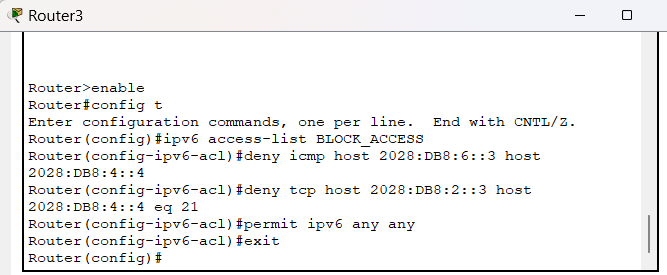 Router3
Router>enable
Router#config t
Enter configuration commands, one per line.  End with CNTL/Z.
Router(config)#ipv6 access-list BLOCK_ACCESS
Router(config-ipv6-acl)#deny icmp host 2028:DB8:6::3 host
2028:DB8:4::4
Router(config-ipv6-acl)#deny tcp host 2028:DB8:2::3 host
2028:DB8:4::4 eq 21
Router(config-ipv6-acl)#permit ipv6 any any
Router(config-ipv6-acl)#exit
Router(config)#